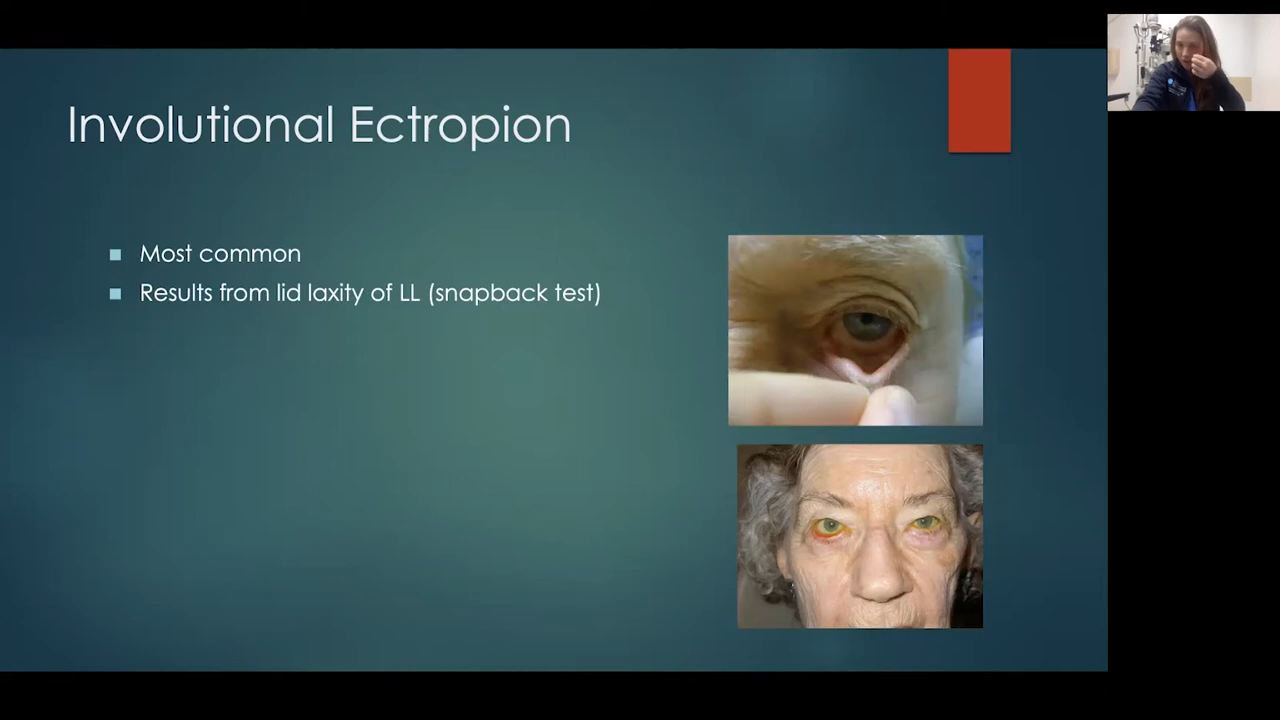 Involutional Ectropion
Most common
Results from lid laxity of LL (snapback test)